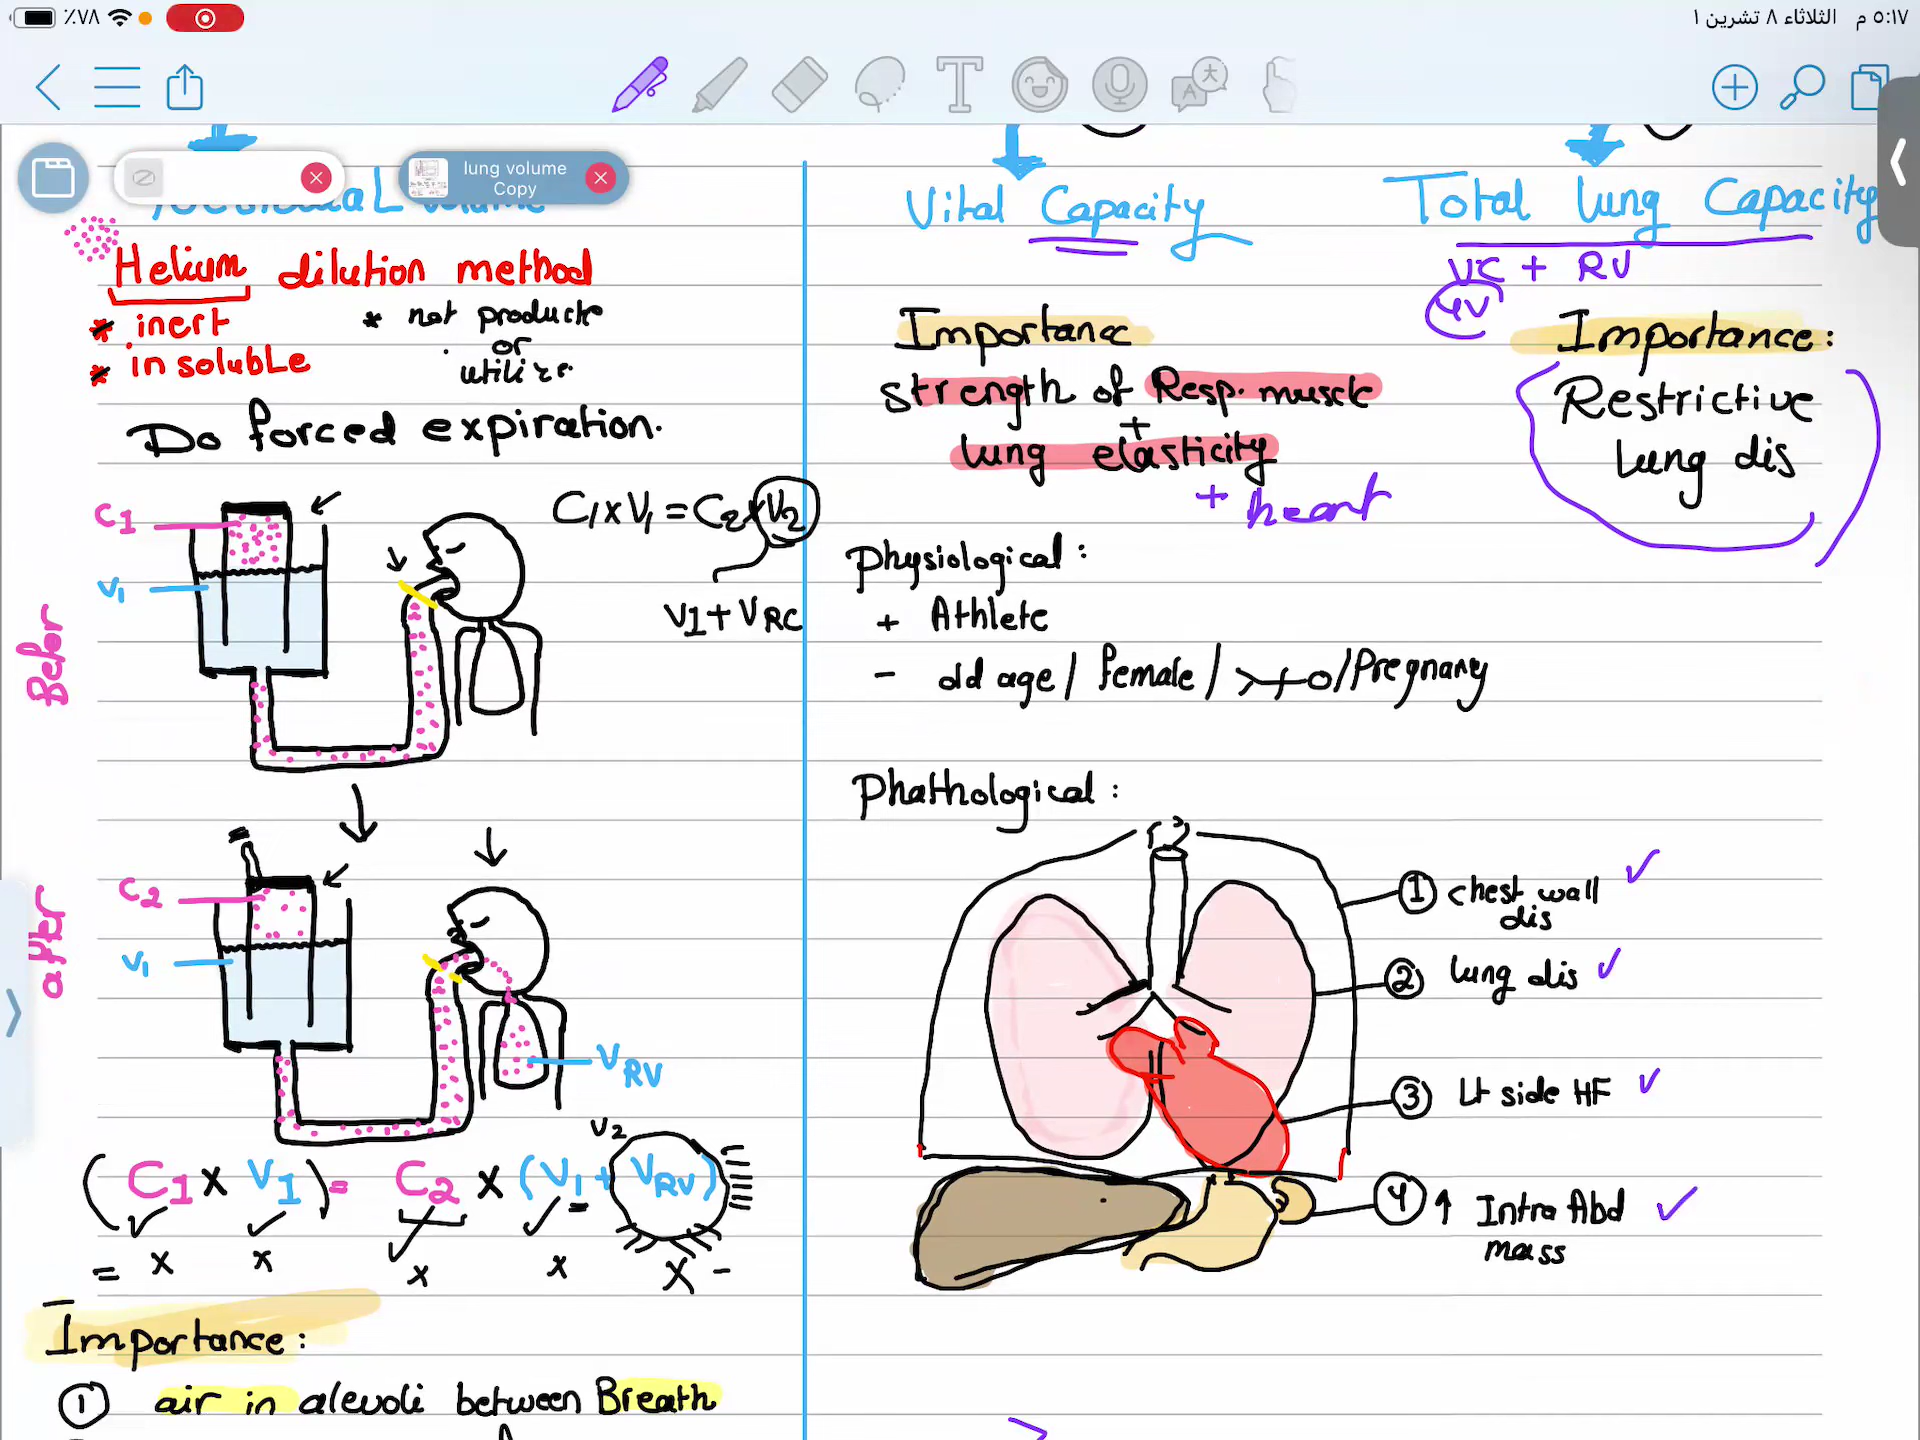 ٪٧٨
٥:١٧ م الثلاثاء ٨ تشرين ١
lung volume
Copy
volume
Helium dilution method
* inert
* in soluble
* not producte
or
utilize
Do forced expiration.
C1
V1
C1 x V1 = C2 x V2
V1 + VRC
Befor
after
C2
V1
VRV
V2
(C1 x V1) = C2 x (V1 + VRV)
= x x x x X -
Importance:
1 air in alevoli between Breath
Vital Capacity
Importanc
strength of Resp. muscle
+
lung elasticity
+ heart
Physiological:
+ Athlete
- old age / female / / Pregnany
Phathological:
1 chest wall
dis
2 lung dis
3 Lt side HF
4 ↑ Intra Abd
mass
Total lung Capacity
VC + RV
Importance:
Restrictive
lung dis